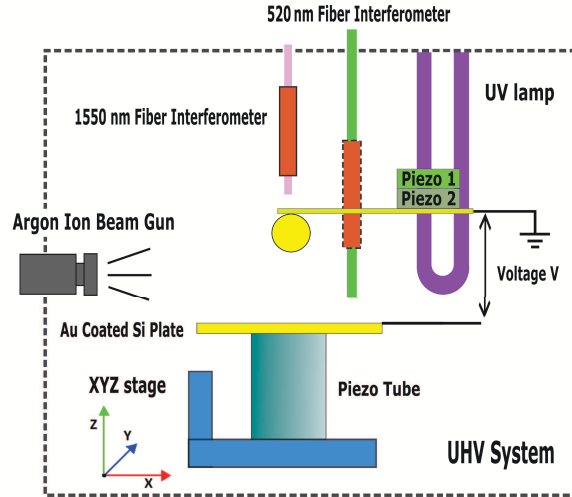 520 nm Fiber Interferometer
UV lamp
1550 nm Fiber Interferometer
Piezo 1
Piezo 2
Argon Ion Beam Gun
Voltage V
Au Coated Si Plate
XYZ stage
Piezo Tube
Z
Y
X
UHV System